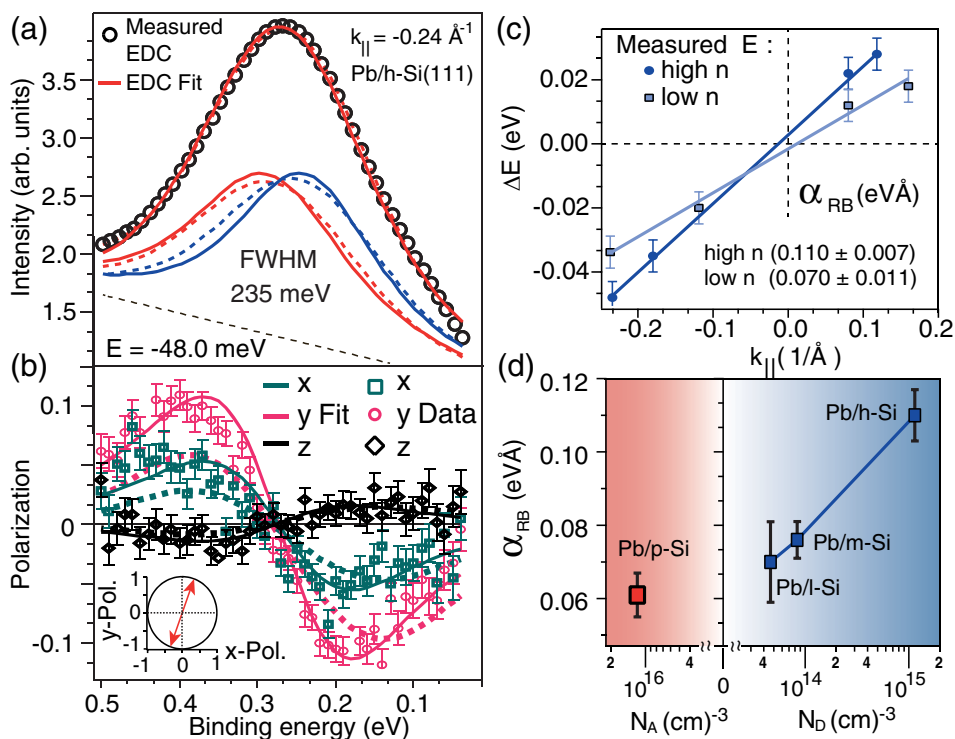 (a)
Measured
EDC
EDC Fit
k|| = -0.24 Å-1
Pb/h-Si(111)
FWHM
235 meV
E = -48.0 meV
Intensity (arb. units)
3.5
3.0
2.5
2.0
1.5
(b)
x
y Fit
z
x
y Data
z
Polarization
0.1
0
-0.1
y-Pol.
1
0
-1
-1
0
1
x-Pol.
0.5
0.4
0.3
0.2
0.1
Binding energy (eV)
(c)
Measured E :
high n
low n
αRB (eVÅ)
high n (0.110 ± 0.007)
low n (0.070 ± 0.011)
ΔE (eV)
0.02
0.00
-0.02
-0.04
-0.2
-0.1
0.0
0.1
0.2
k|| ( 1/Å)
(d)
Pb/h-Si
Pb/p-Si
Pb/m-Si
Pb/l-Si
αRB (eVÅ)
0.12
0.10
0.08
0.06
2
10^16
4
4
0
4
10^14
2
4
10^15
2
NA (cm)-3
ND (cm)-3